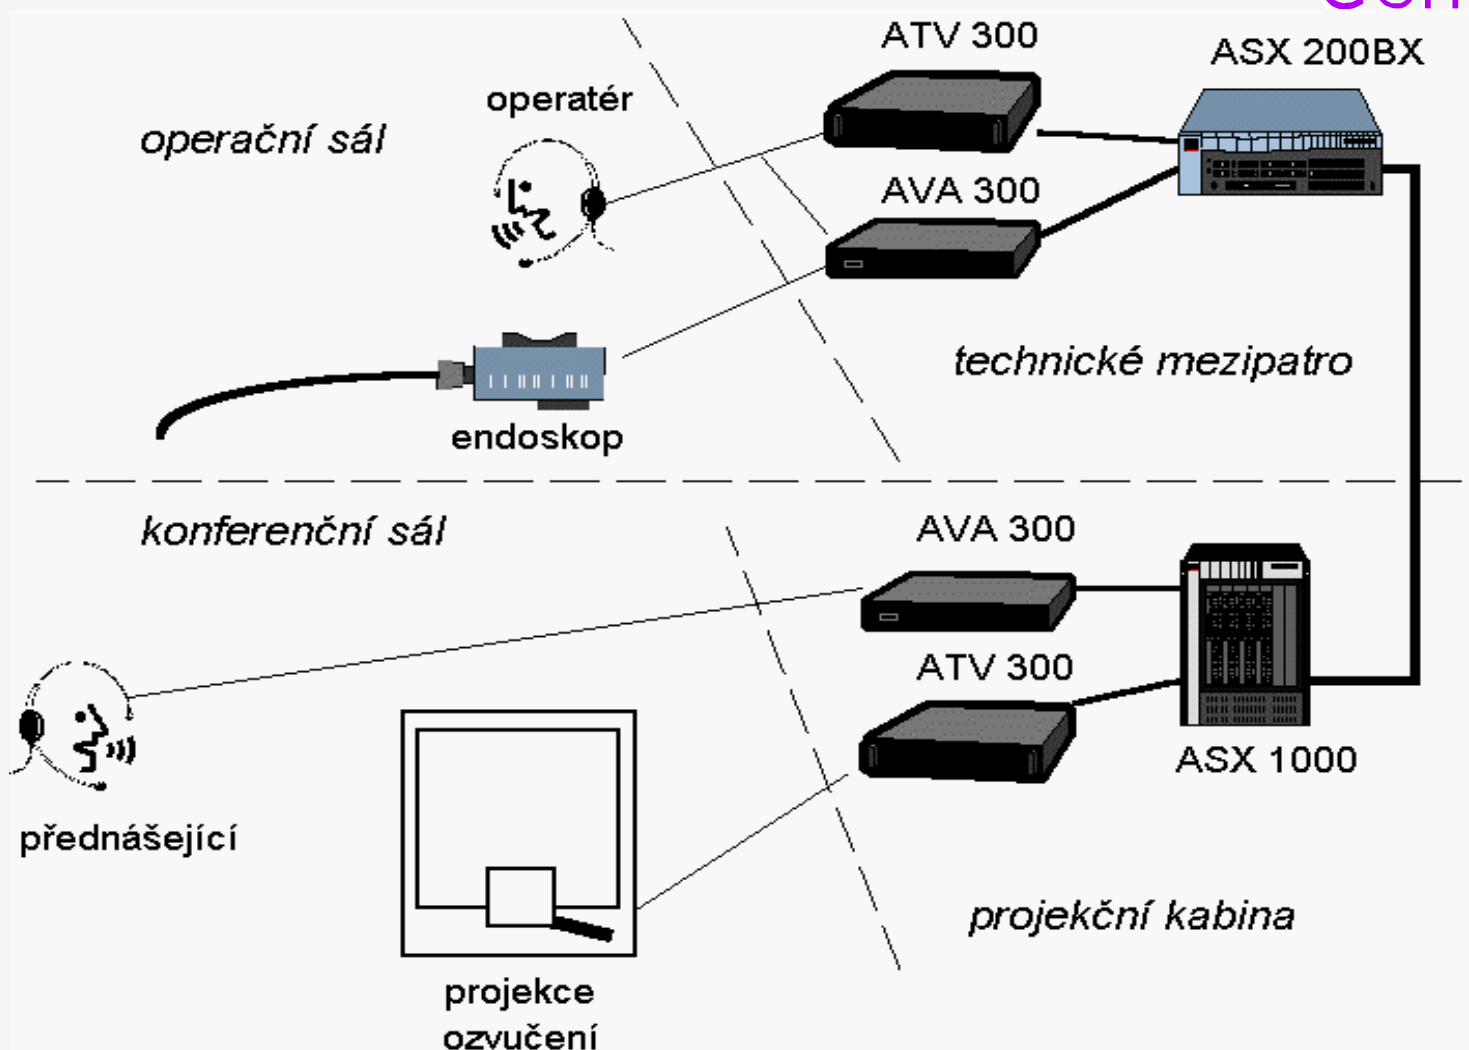 ATV 300
ASX 200BX
operatér
operační sál
AVA 300
technické mezipatro
endoskop
konferenční sál
AVA 300
ATV 300
ASX 1000
přednášející
projekční kabina
projekce
ozvučení